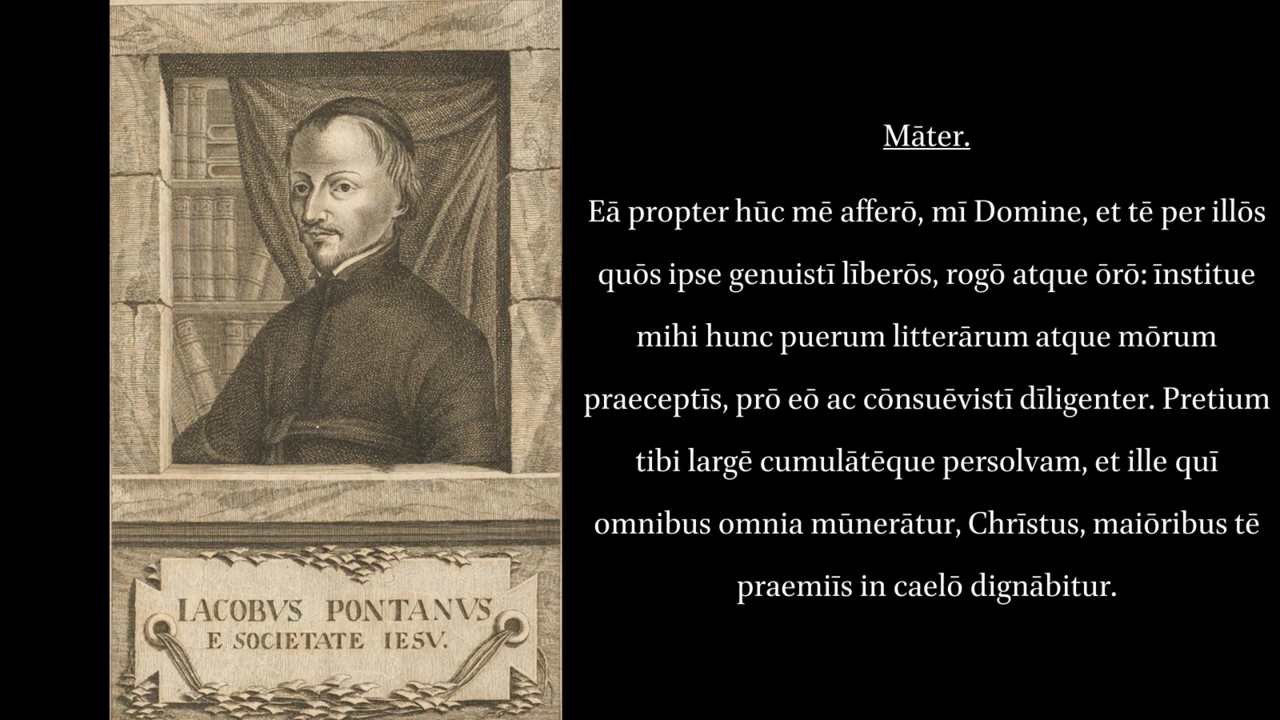 IACOBVS PONTANVS
E SOCIETATE IESV.
Māter.
Eā propter hūc mē afferō, mī Domine, et tē per illōs
quōs ipse genuistī līberōs, rogō atque ōrō: īnstitue
mihi hunc puerum litterārum atque mōrum
praeceptīs, prō eō ac cōnsuēvistī dīligenter. Pretium
tibi largē cumulātēque persolvam, et ille quī
omnibus omnia mūnerātur, Chrīstus, maiōribus tē
praemiīs in caelō dignābitur.